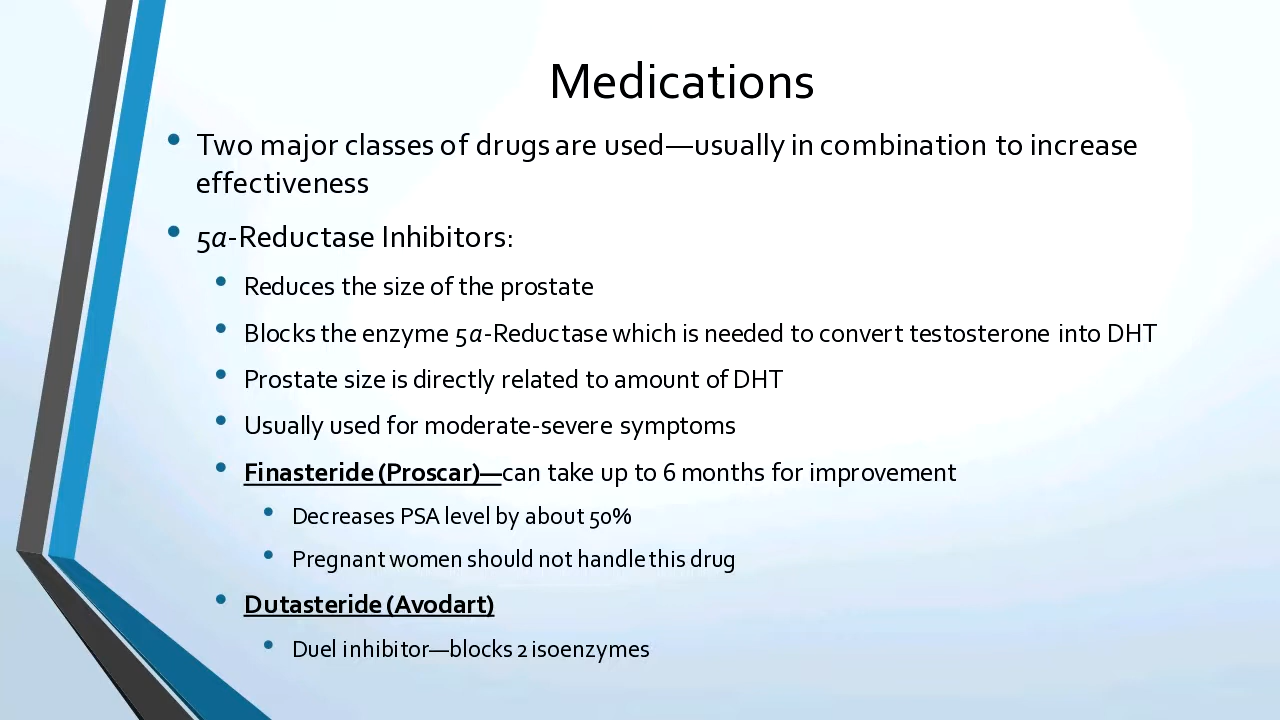 Medications
• Two major classes of drugs are used—usually in combination to increase
effectiveness
• 5α-Reductase Inhibitors:
• Reduces the size of the prostate
• Blocks the enzyme 5α-Reductase which is needed to convert testosterone into DHT
• Prostate size is directly related to amount of DHT
• Usually used for moderate-severe symptoms
• Finasteride (Proscar)—can take up to 6 months for improvement
• Decreases PSA level by about 50%
• Pregnant women should not handle this drug
• Dutasteride (Avodart)
• Duel inhibitor—blocks 2 isoenzymes